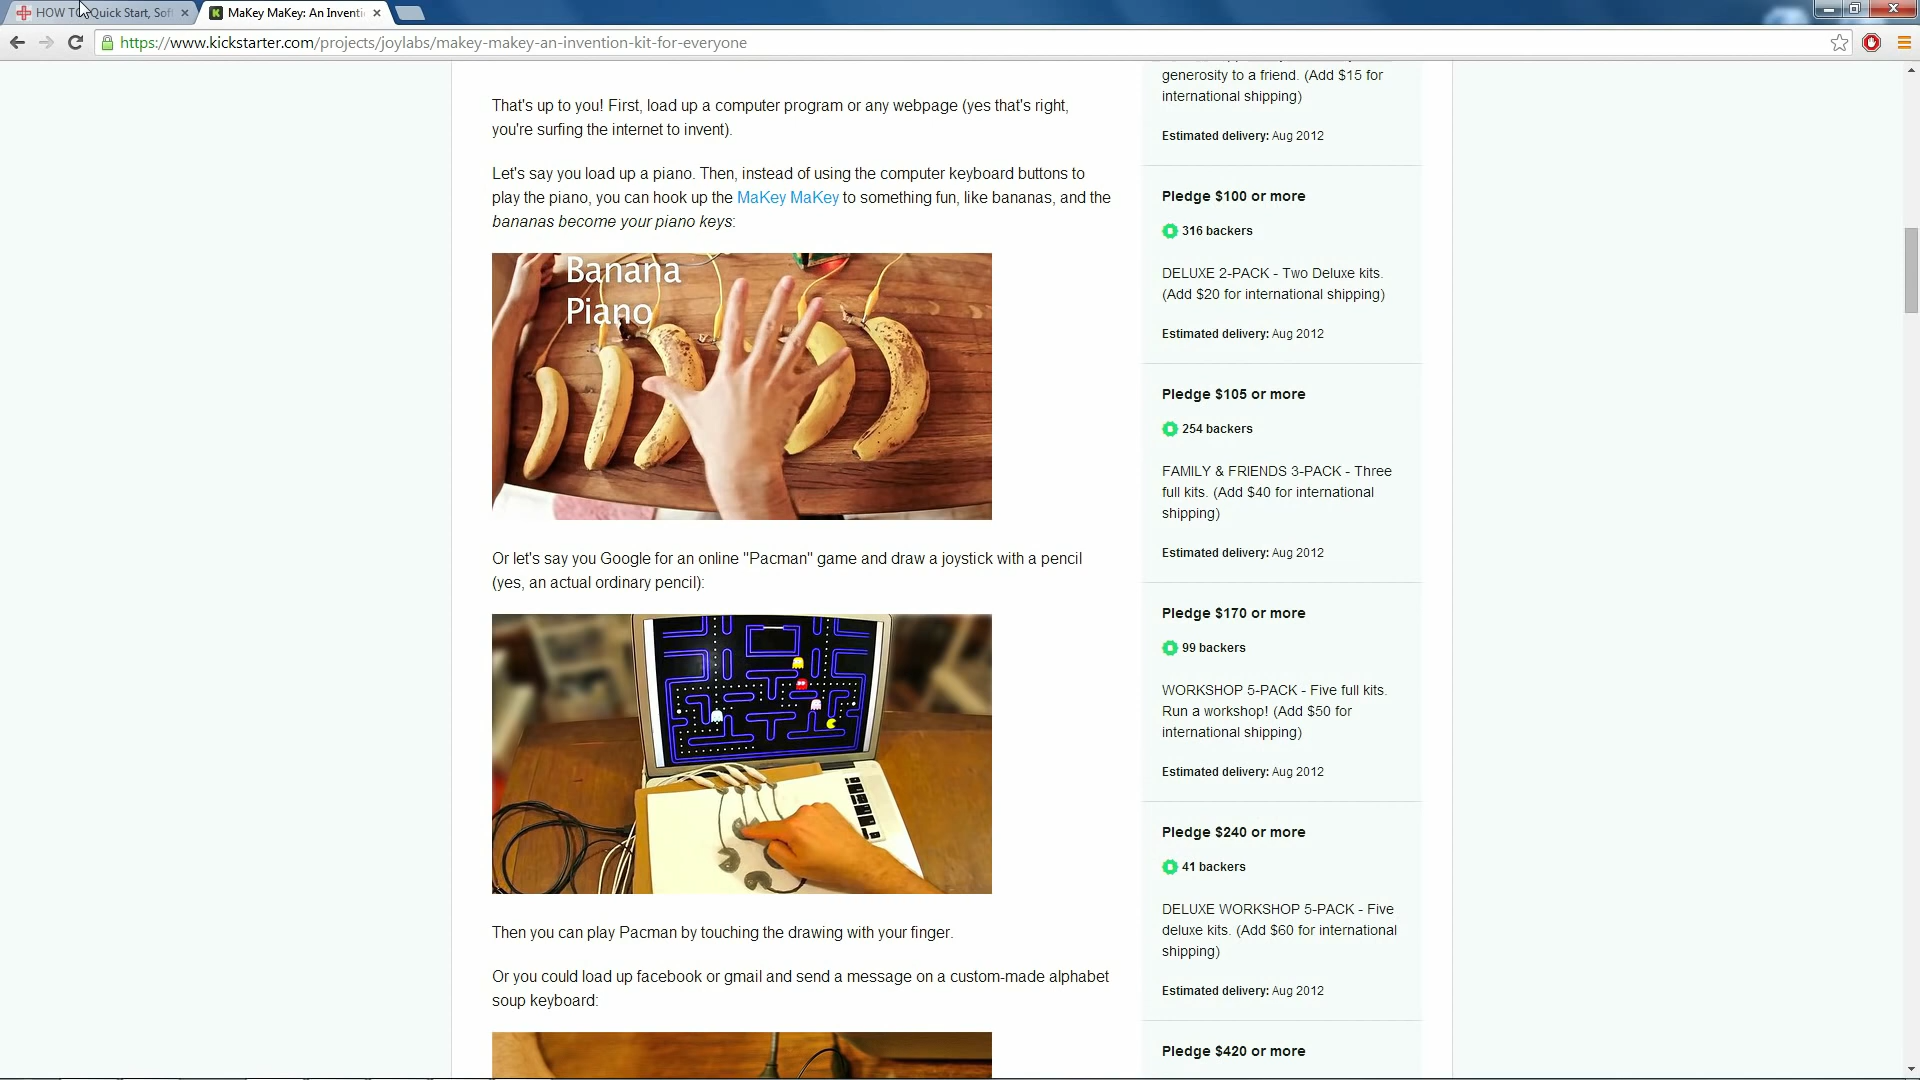 HOW TO: Quick Start, Sof
MaKey MaKey: An Inventi
https://www.kickstarter.com/projects/joylabs/makey-makey-an-invention-kit-for-everyone
That's up to you! First, load up a computer program or any webpage (yes that's right,
you're surfing the internet to invent).
Let's say you load up a piano. Then, instead of using the computer keyboard buttons to
play the piano, you can hook up the MaKey MaKey to something fun, like bananas, and the
bananas become your piano keys:
Banana
Piano
Or let's say you Google for an online "Pacman" game and draw a joystick with a pencil
(yes, an actual ordinary pencil):
Then you can play Pacman by touching the drawing with your finger.
Or you could load up facebook or gmail and send a message on a custom-made alphabet
soup keyboard:
generosity to a friend. (Add $15 for
international shipping)
Estimated delivery: Aug 2012
Pledge $100 or more
316 backers
DELUXE 2-PACK - Two Deluxe kits.
(Add $20 for international shipping)
Estimated delivery: Aug 2012
Pledge $105 or more
254 backers
FAMILY & FRIENDS 3-PACK - Three
full kits. (Add $40 for international
shipping)
Estimated delivery: Aug 2012
Pledge $170 or more
99 backers
WORKSHOP 5-PACK - Five full kits.
Run a workshop! (Add $50 for
international shipping)
Estimated delivery: Aug 2012
Pledge $240 or more
41 backers
DELUXE WORKSHOP 5-PACK - Five
deluxe kits. (Add $60 for international
shipping)
Estimated delivery: Aug 2012
Pledge $420 or more